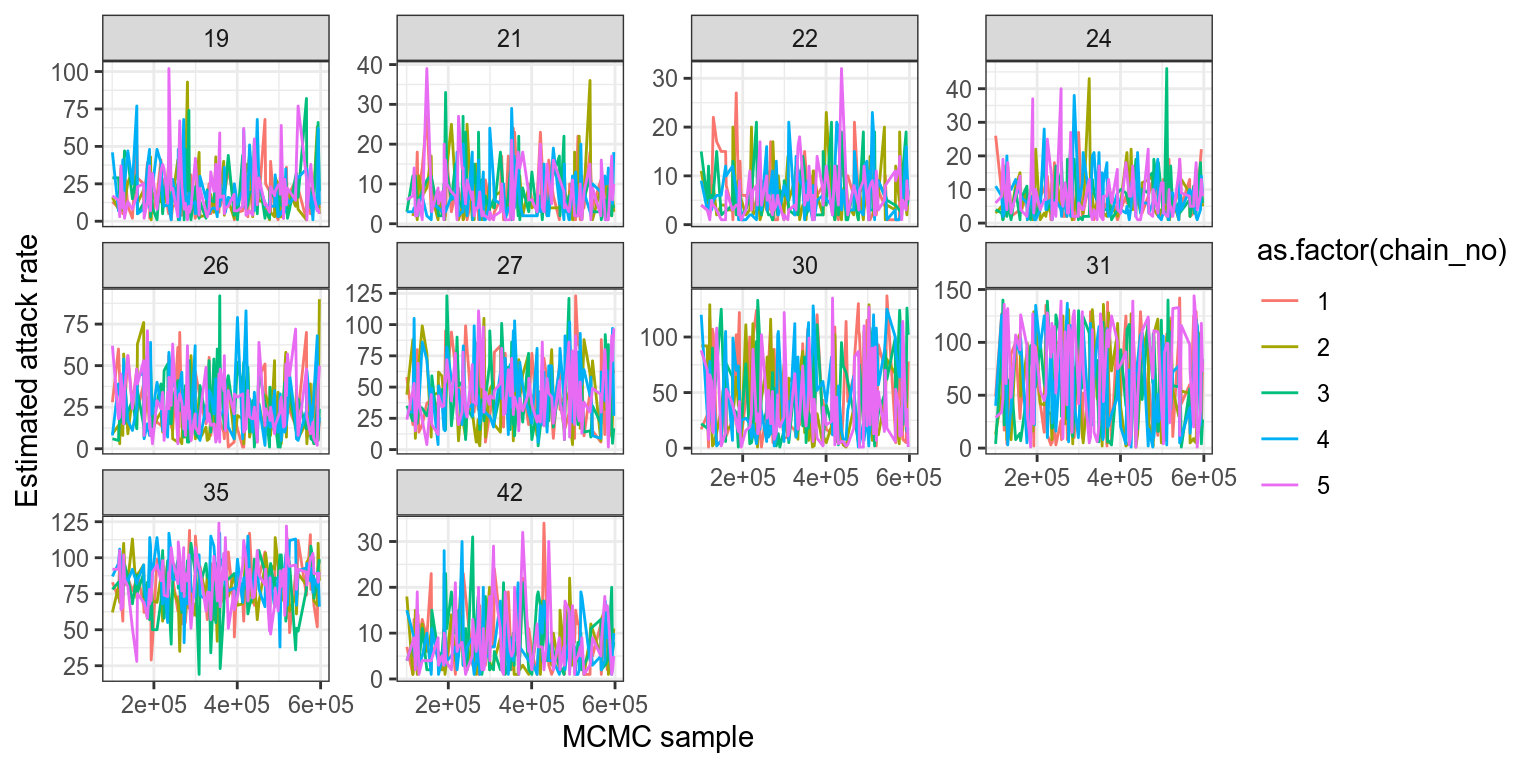 19 21 22 24
100 40 30 40
75 30 20 30
50 20 10 20
25 10 0 10
0 0 0
26 27 30 31
75 125 100 150
50 100 50 100
25 75 0 50
0 50 0
25
0
2e+05 4e+05 6e+05 2e+05 4e+05 6e+05
35 42
125 30
100 20
75 10
50 0
25
2e+05 4e+05 6e+05 2e+05 4e+05 6e+05
MCMC sample
Estimated attack rate
as.factor(chain_no)
1
2
3
4
5